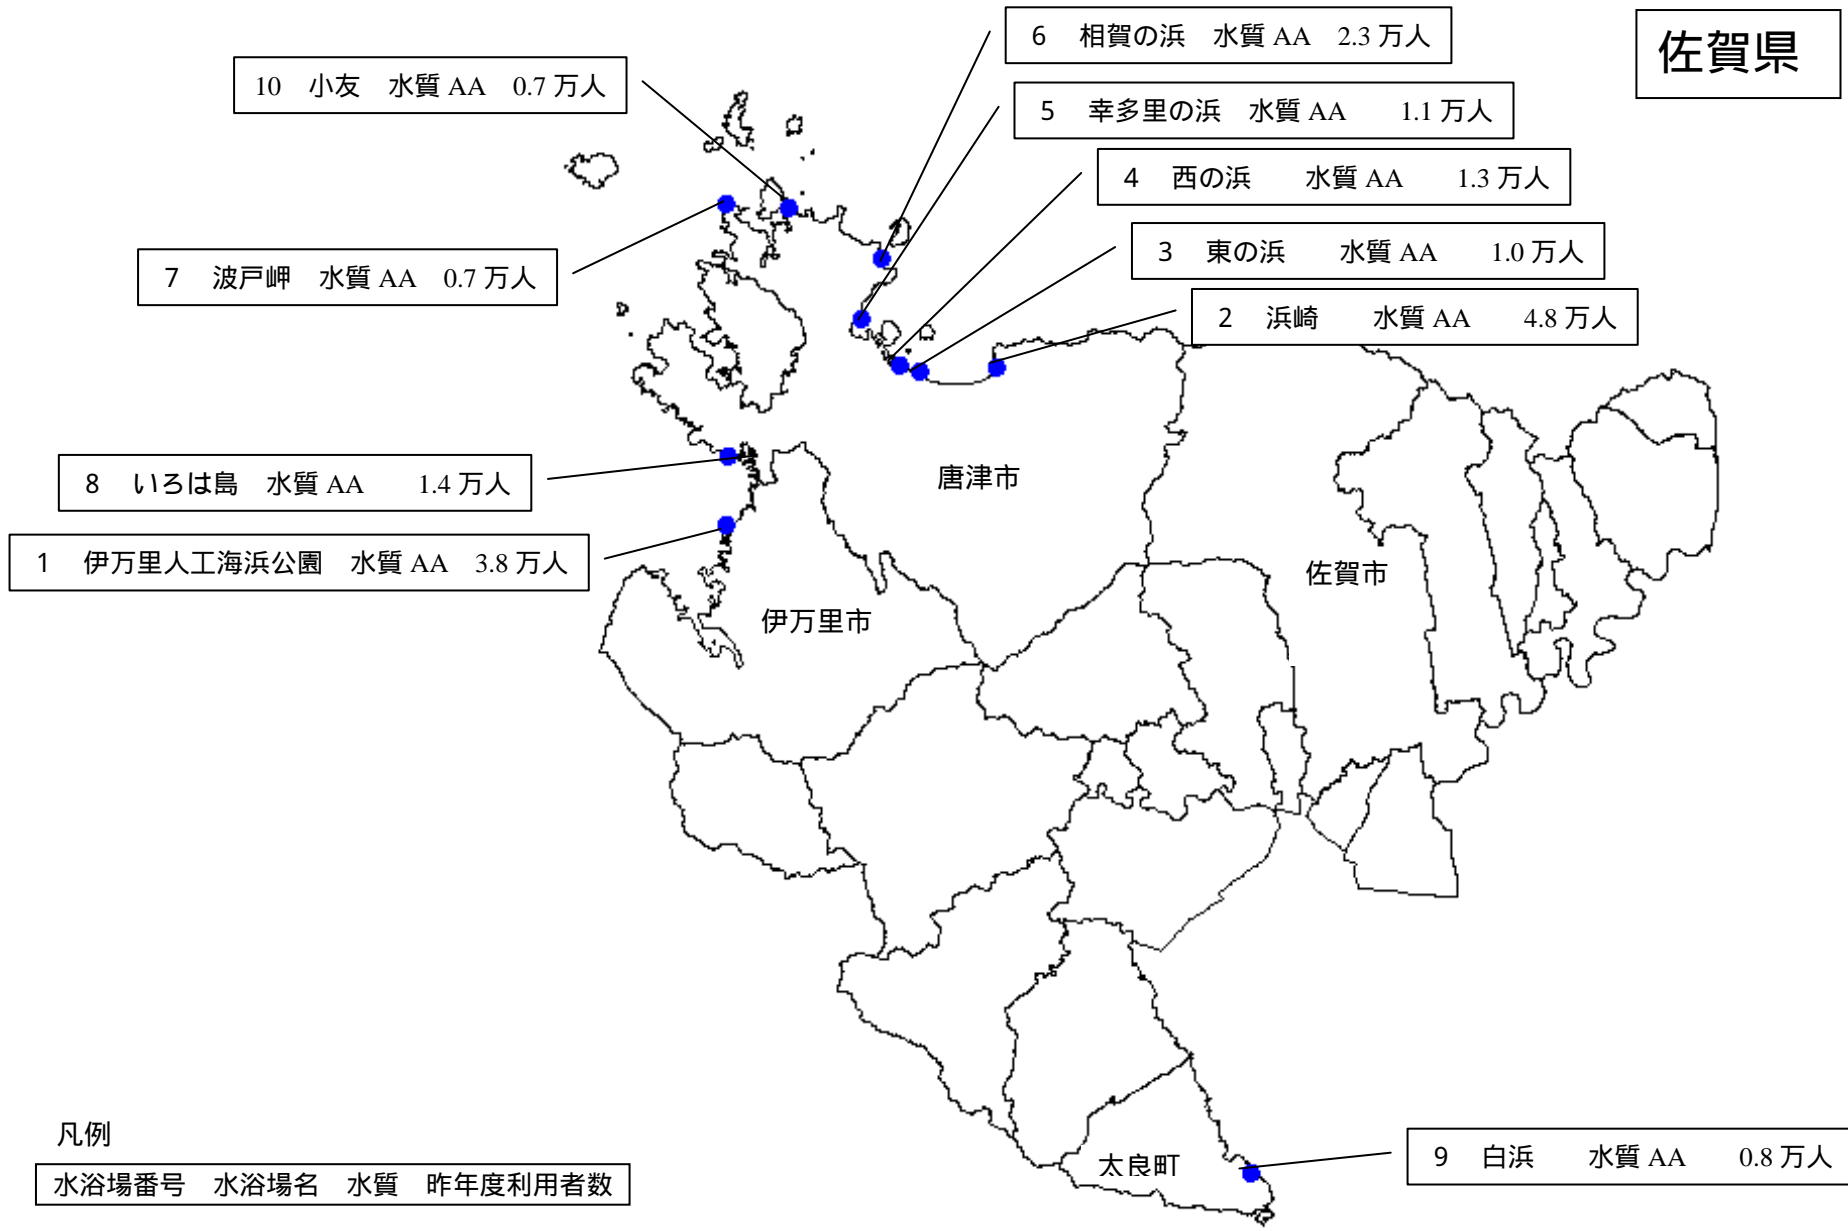 佐賀県
6 相賀の浜 水質 AA 2.3 万人
10 小友 水質 AA 0.7 万人
5 幸多里の浜 水質 AA 1.1 万人
4 西の浜 水質 AA 1.3 万人
3 東の浜 水質 AA 1.0 万人
7 波戸岬 水質 AA 0.7 万人
2 浜崎 水質 AA 4.8 万人
唐津市
8 いろは島 水質 AA 1.4 万人
1 伊万里人工海浜公園 水質 AA 3.8 万人
佐賀市
伊万里市
凡例
太良町
9 白浜 水質 AA 0.8 万人
水浴場番号 水浴場名 水質 昨年度利用者数